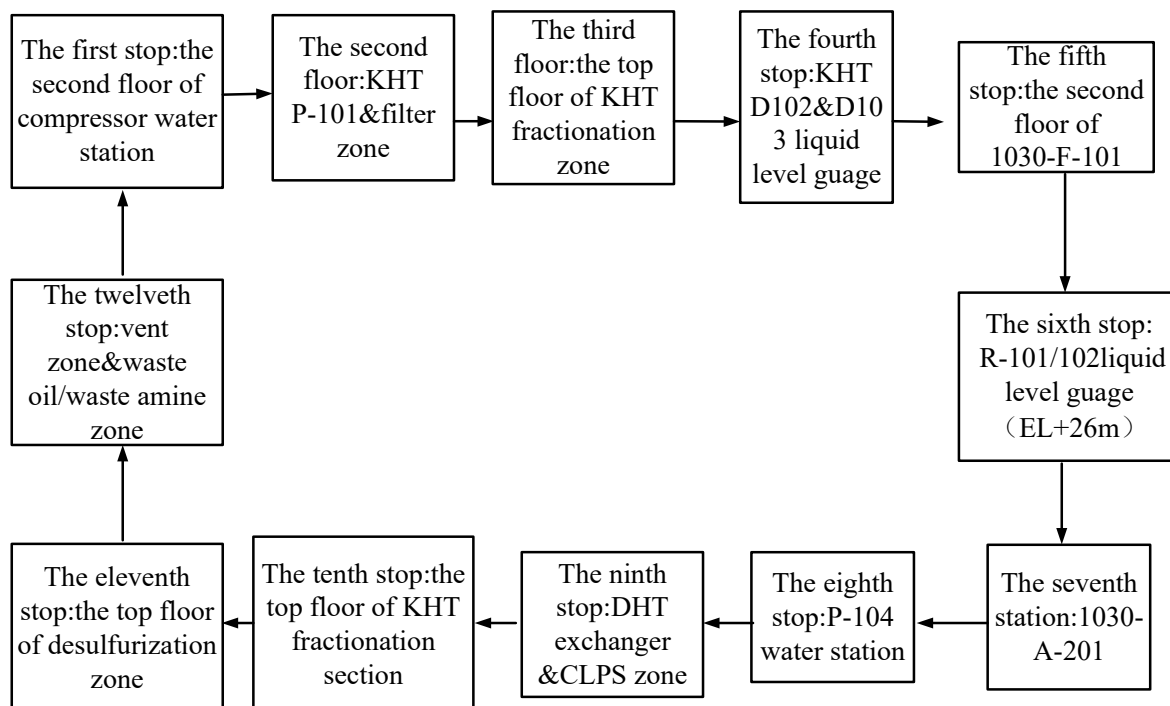 The first stop:the
second floor of
compressor water
station
The second
floor:KHT
P-101&filter
zone
The third
floor:the top
floor of KHT
fractionation
zone
The fourth
stop:KHT
D102&D10
3 liquid
level guage
The fifth
stop:the second
floor of
1030-F-101
The sixth stop:
R-101/102liquid
level guage
（EL+26m）
The seventh
station:1030-
A-201
The eighth
stop:P-104
water station
The ninth
stop:DHT
exchanger
&CLPS zone
The tenth stop:the
top floor of KHT
fractionation
section
The eleventh
stop:the top floor
of desulfurization
zone
The twelveth
stop:vent
zone&waste
oil/waste amine
zone